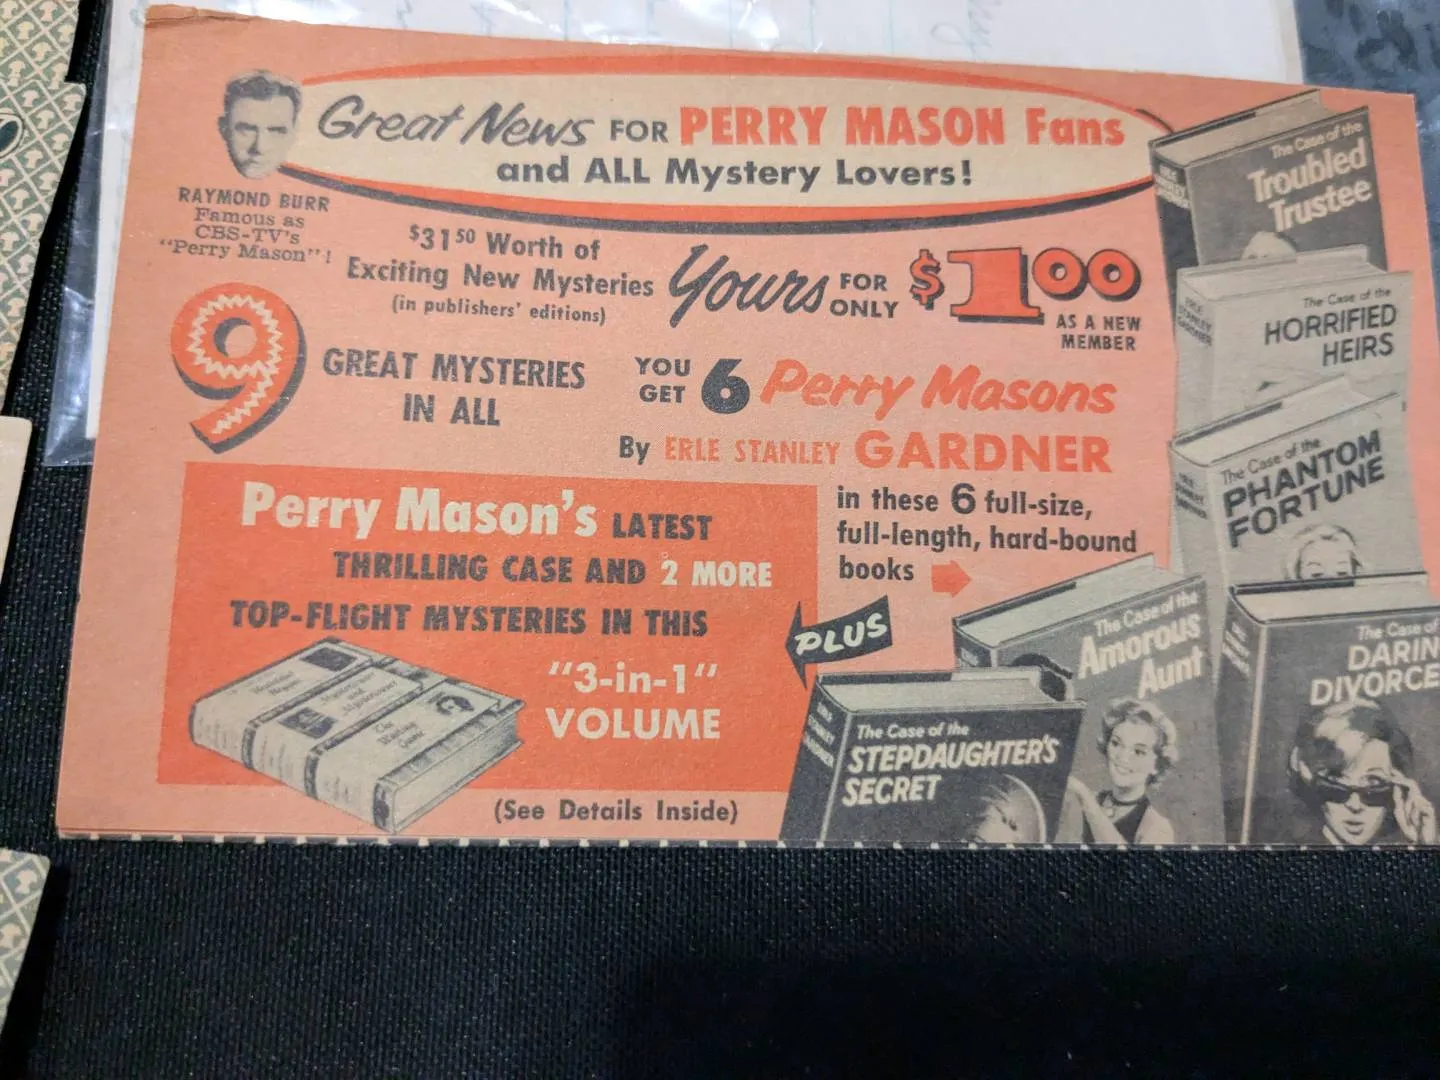 Great News FOR PERRY MASON Fans
and ALL Mystery Lovers!
RAYMOND BURR
Famous as
CBS-TV's
"Perry Mason"!
$31.50 Worth of
Exciting New Mysteries
(in publishers' editions)
Yours FOR ONLY $1.00
AS A NEW
MEMBER
9
GREAT MYSTERIES
IN ALL
YOU GET 6 Perry Masons
By ERLE STANLEY GARDNER
in these 6 full-size,
full-length, hard-bound
books
Perry Mason's LATEST
THRILLING CASE AND 2 MORE
TOP-FLIGHT MYSTERIES IN THIS
"3-in-1"
VOLUME
(See Details Inside)
PLUS
The Case of the
Troubled
Trustee
The Case of the
HORRIFIED
HEIRS
ERLE
STANLEY
GARDNER
The Case of the
PHANTOM
FORTUNE
The Case of the
Amorous
Aunt
The Case of
DARIN
DIVORCE
The Case of the
STEPDAUGHTER'S
SECRET
ERLE
STANLEY
GARDNER